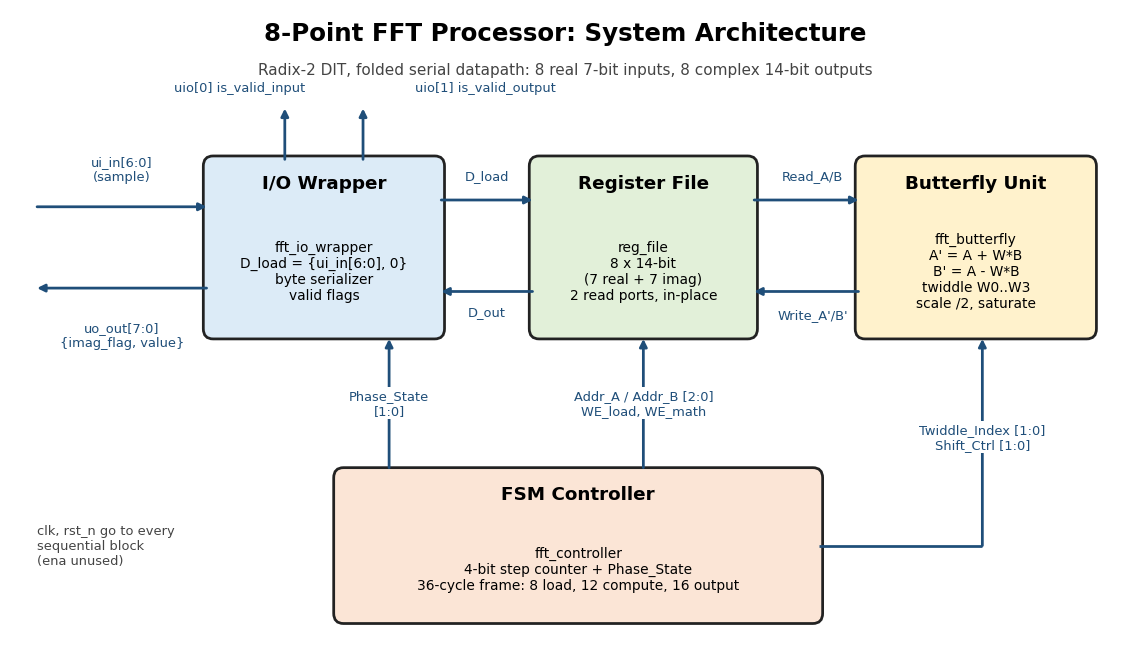 8-Point FFT Processor: System Architecture
Radix-2 DIT, folded serial datapath: 8 real 7-bit inputs, 8 complex 14-bit outputs
uio[0] is_valid_input
uio[1] is_valid_output
ui_in[6:0]
(sample)
uo_out[7:0]
{imag_flag, value}
I/O Wrapper
fft_io_wrapper
D_load = {ui_in[6:0], 0}
byte serializer
valid flags
D_load
D_out
Register File
reg_file
8 x 14-bit
(7 real + 7 imag)
2 read ports, in-place
Read_A/B
Write_A'/B'
Butterfly Unit
fft_butterfly
A' = A + W*B
B' = A - W*B
twiddle W0..W3
scale /2, saturate
Phase_State
[1:0]
Addr_A / Addr_B [2:0]
WE_load, WE_math
Twiddle_Index [1:0]
Shift_Ctrl [1:0]
FSM Controller
fft_controller
4-bit step counter + Phase_State
36-cycle frame: 8 load, 12 compute, 16 output
clk, rst_n go to every
sequential block
(ena unused)